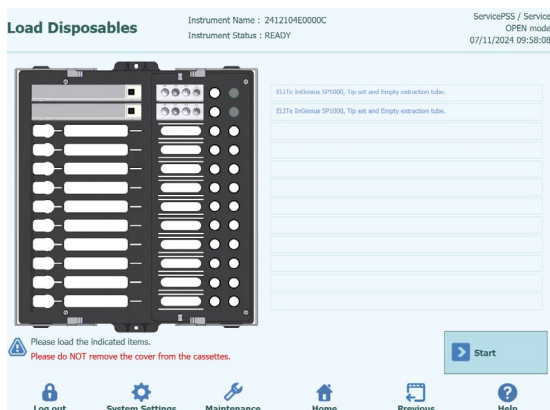 Load Disposables
Instrument Name : 2412104E0000C
Instrument Status : READY
ServicePSS / Service
OPEN mode
07/11/2024 09:58:08
ELITe InGenius SP1000, Tip set and Empty extraction tube.
ELITe InGenius SP1000, Tip set and Empty extraction tube.
Please load the indicated items.
Please do NOT remove the cover from the cassettes.
Start
Log out
System Settings
Maintenance
Home
Previous
Help